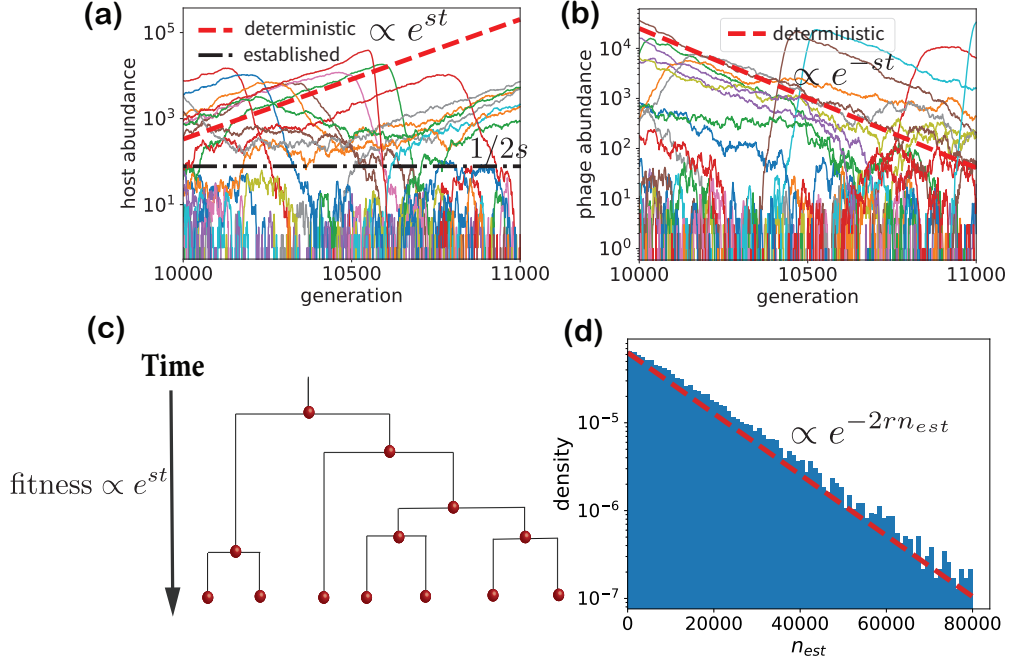 (a)
deterministic ∝ e^{st}
established
1/2s
host abundance
10^5
10^3
10^1
10000
10500
11000
generation
(b)
deterministic
∝ e^{-st}
phage abundance
10^4
10^3
10^2
10^1
10^0
10000
10500
11000
generation
(c)
Time
fitness ∝ e^{st}
(d)
∝ e^{-2rn_{est}}
density
10^{-5}
10^{-6}
10^{-7}
0
20000
40000
60000
80000
n_{est}